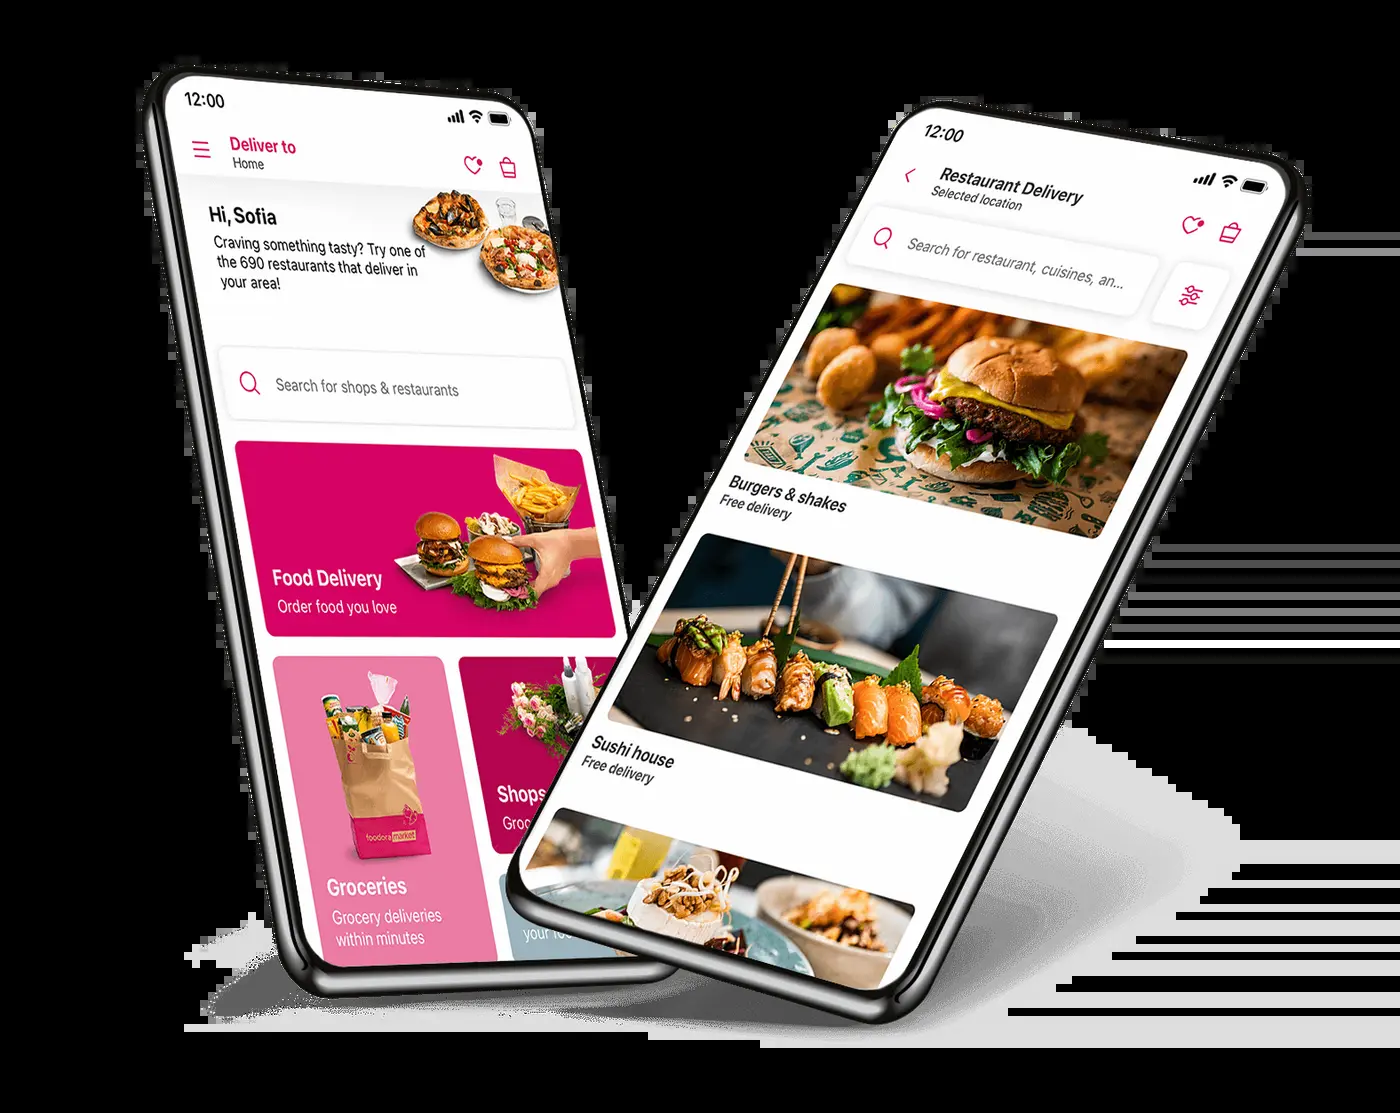 12:00
Deliver to
Home
Hi, Sofia
Craving something tasty? Try one of
the 690 restaurants that deliver in
your area!
Search for shops & restaurants
Food Delivery
Order food you love
foodora market
Groceries
Grocery deliveries
within minutes
Shops
your
12:00
Restaurant Delivery
Selected location
Search for restaurant, cuisines, an...
Burgers & shakes
Free delivery
Sushi house
Free delivery